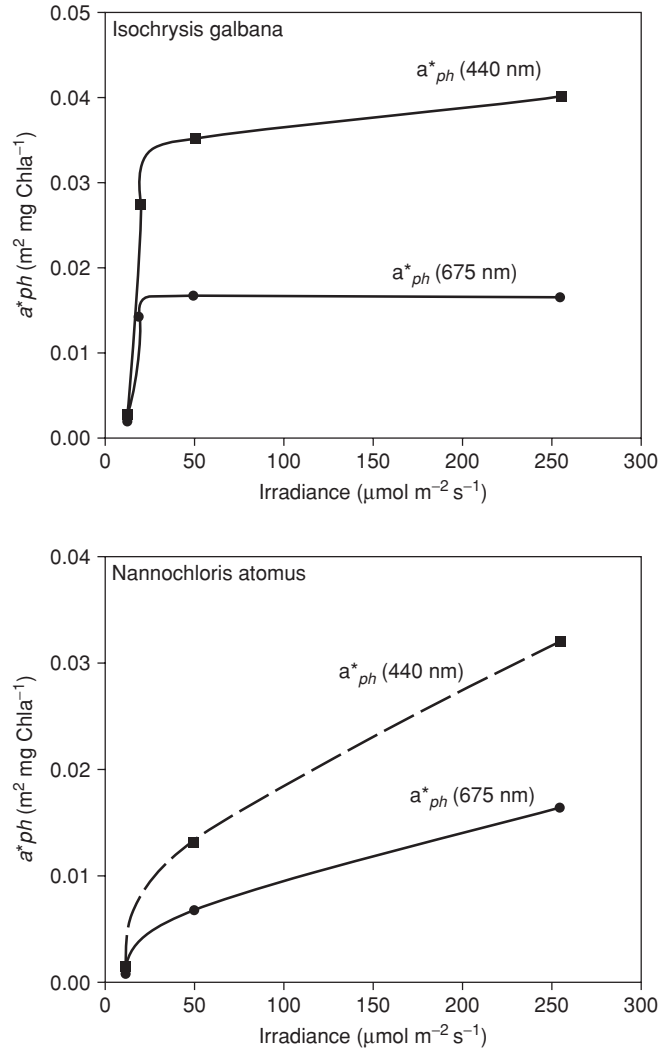 0.05
Isochrysis galbana
a*ph (440 nm)
0.04
0.03
a*ph (675 nm)
0.02
0.01
0.00
a*ph (m² mg Chla⁻¹)
0 50 100 150 200 250 300
Irradiance (μmol m⁻² s⁻¹)
0.04
Nannochloris atomus
a*ph (440 nm)
0.03
0.02
a*ph (675 nm)
0.01
0.00
a*ph (m² mg Chla⁻¹)
0 50 100 150 200 250 300
Irradiance (μmol m⁻² s⁻¹)